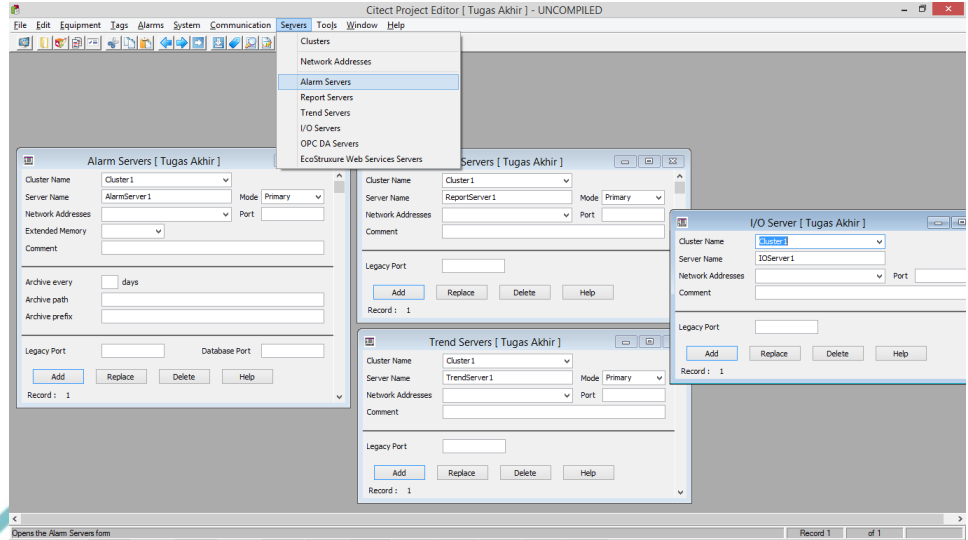 Citect Project Editor [ Tugas Akhir ] - UNCOMPILED
File Edit Equipment Tags Alarms System Communication Servers Tools Window Help
Clusters
Network Addresses
Alarm Servers
Report Servers
Trend Servers
I/O Servers
OPC DA Servers
EcoStruxure Web Services Servers
Alarm Servers [ Tugas Akhir ]
Cluster Name Cluster1
Server Name AlarmServer1 Mode Primary
Network Addresses Port
Extended Memory
Comment
Archive every days
Archive path
Archive prefix
Legacy Port Database Port
Add Replace Delete Help
Record : 1
Servers [ Tugas Akhir ]
Cluster Name Cluster1
Server Name ReportServer1 Mode Primary
Network Addresses Port
Comment
Legacy Port
Add Replace Delete Help
Record : 1
I/O Server [ Tugas Akhir ]
Cluster Name Cluster1
Server Name IOServer1
Network Addresses Port
Comment
Legacy Port
Add Replace Delete Help
Record : 1
Trend Servers [ Tugas Akhir ]
Cluster Name Cluster1
Server Name TrendServer1 Mode Primary
Network Addresses Port
Comment
Legacy Port
Add Replace Delete Help
Record : 1
Opens the Alarm Servers form Record 1 of 1